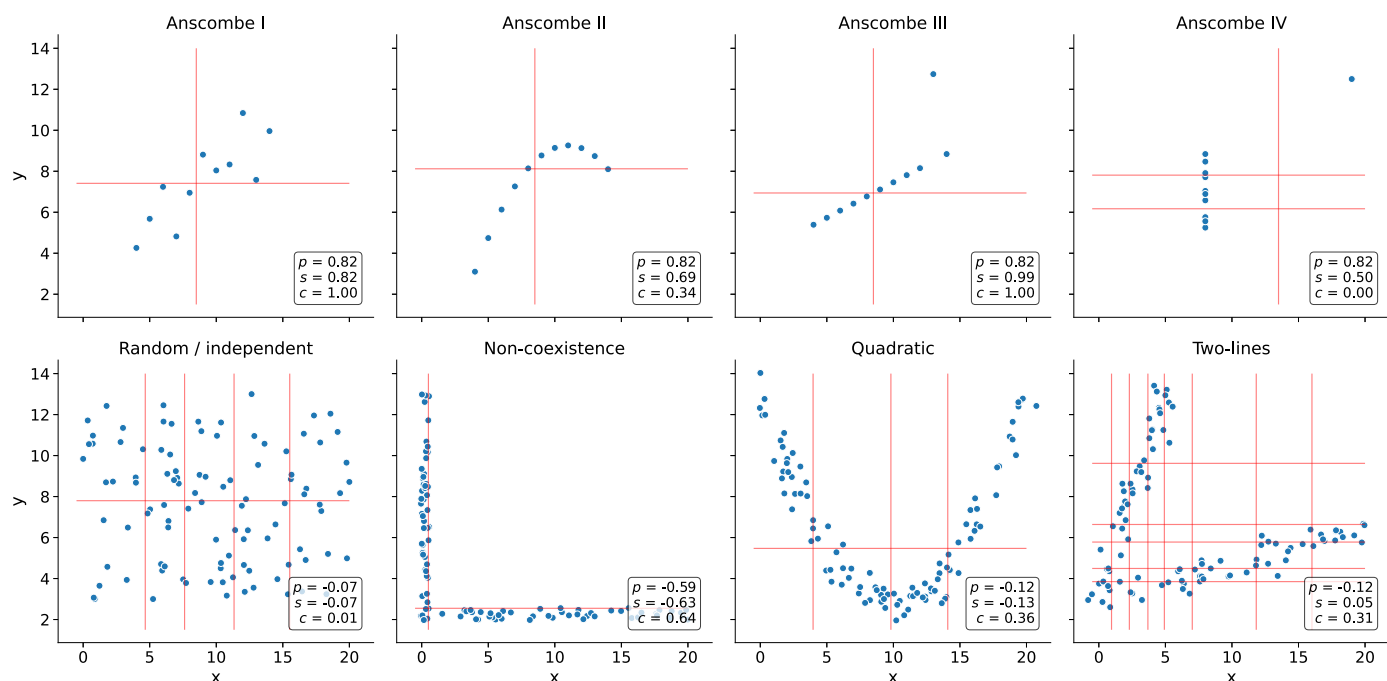 Anscombe I
Anscombe II
Anscombe III
Anscombe IV
14
12
10
8
6
4
2
y
p = 0.82
s = 0.82
c = 1.00
p = 0.82
s = 0.69
c = 0.34
p = 0.82
s = 0.99
c = 1.00
p = 0.82
s = 0.50
c = 0.00
Random / independent
Non-coexistence
Quadratic
Two-lines
14
12
10
8
6
4
2
y
p = -0.07
s = -0.07
c = 0.01
p = -0.59
s = -0.63
c = 0.64
p = -0.12
s = -0.13
c = 0.36
p = -0.12
s = 0.05
c = 0.31
0 5 10 15 20
0 5 10 15 20
0 5 10 15 20
0 5 10 15 20
x
x
x
x